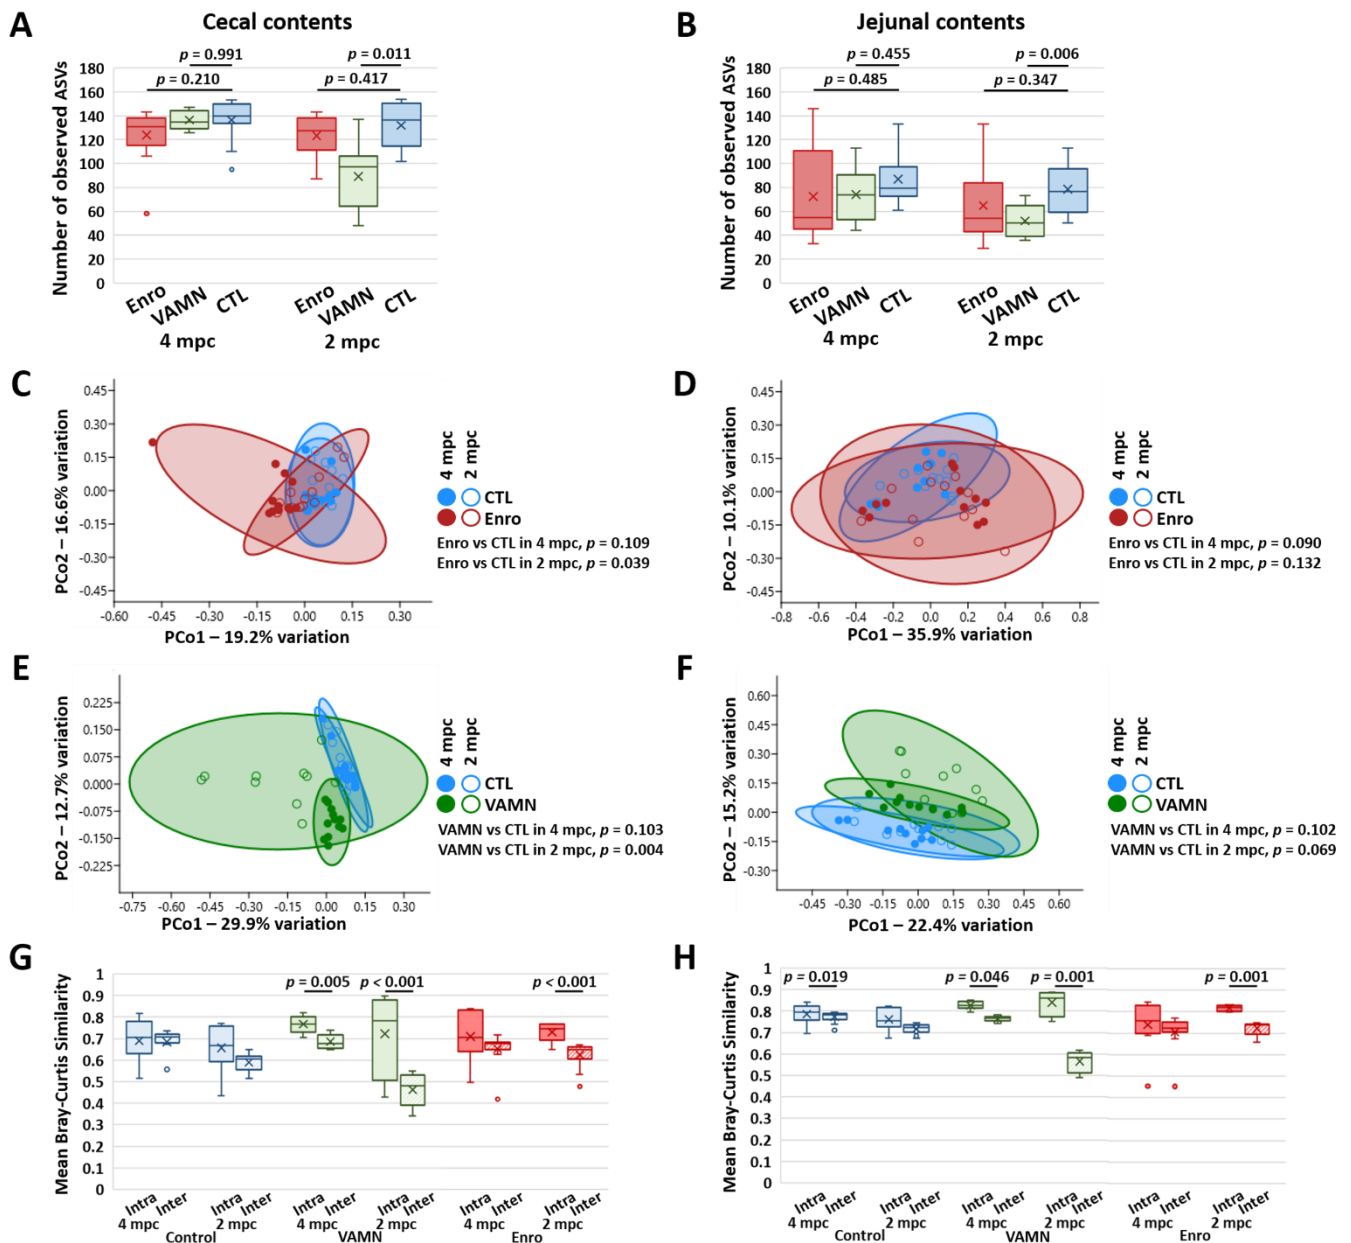 A
Cecal contents
p = 0.991
p = 0.011
p = 0.210
p = 0.417
Number of observed ASVs
180
160
140
120
100
80
60
40
20
0
Enro
VAMN
CTL
Enro
VAMN
CTL
4 mpc
2 mpc
B
Jejunal contents
p = 0.455
p = 0.006
p = 0.485
p = 0.347
Number of observed ASVs
180
160
140
120
100
80
60
40
20
0
Enro
VAMN
CTL
Enro
VAMN
CTL
4 mpc
2 mpc
C
PCo2 – 16.6% variation
0.45
0.30
0.15
0.00
-0.15
-0.30
-0.45
-0.60 -0.45 -0.30 -0.15 0.00 0.15 0.30
PCo1 – 19.2% variation
4 mpc
2 mpc
CTL
Enro
Enro vs CTL in 4 mpc, p = 0.109
Enro vs CTL in 2 mpc, p = 0.039
D
PCo2 – 10.1% variation
0.45
0.30
0.15
0.00
-0.15
-0.30
-0.45
-0.8 -0.6 -0.4 -0.2 0.0 0.2 0.4 0.6 0.8
PCo1 – 35.9% variation
4 mpc
2 mpc
CTL
Enro
Enro vs CTL in 4 mpc, p = 0.090
Enro vs CTL in 2 mpc, p = 0.132
E
PCo2 – 12.7% variation
0.225
0.150
0.075
0.000
-0.075
-0.150
-0.225
-0.75 -0.60 -0.45 -0.30 -0.15 0.00 0.15 0.30
PCo1 – 29.9% variation
4 mpc
2 mpc
CTL
VAMN
VAMN vs CTL in 4 mpc, p = 0.103
VAMN vs CTL in 2 mpc, p = 0.004
F
PCo2 – 15.2% variation
0.60
0.45
0.30
0.15
0.00
-0.15
-0.30
-0.45 -0.30 -0.15 0.00 0.15 0.30 0.45 0.60
PCo1 – 22.4% variation
4 mpc
2 mpc
CTL
VAMN
VAMN vs CTL in 4 mpc, p = 0.102
VAMN vs CTL in 2 mpc, p = 0.069
G
Mean Bray-Curtis Similarity
1
0.9
0.8
0.7
0.6
0.5
0.4
0.3
0.2
0.1
0
p = 0.005
p < 0.001
p < 0.001
Intra Inter Intra Inter Intra Inter Intra Inter Intra Inter Intra Inter
4 mpc 2 mpc 4 mpc 2 mpc 4 mpc 2 mpc
Control VAMN Enro
H
Mean Bray-Curtis Similarity
1
0.9
0.8
0.7
0.6
0.5
0.4
0.3
0.2
0.1
0
p = 0.019
p = 0.046
p = 0.001
p = 0.001
Intra Inter Intra Inter Intra Inter Intra Inter Intra Inter Intra Inter
4 mpc 2 mpc 4 mpc 2 mpc 4 mpc 2 mpc
Control VAMN Enro